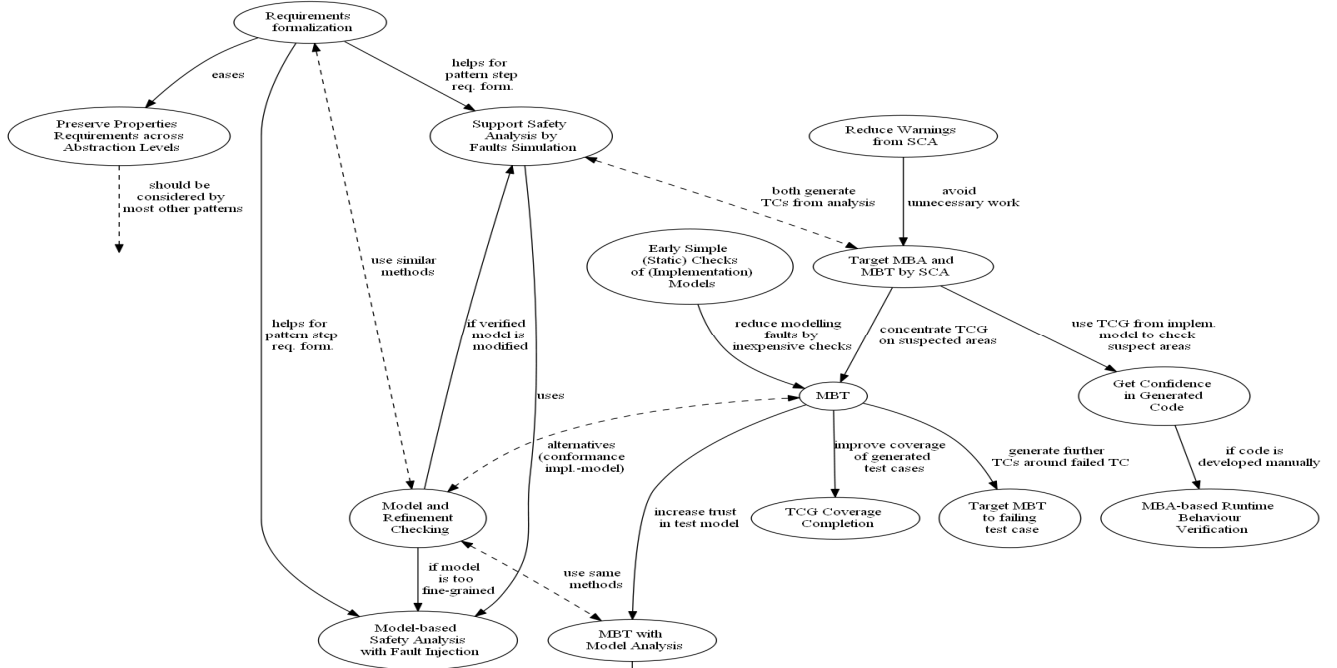 Requirements
formalization
eases
helps for
pattern step
req. form.
Preserve Properties
Requirements across
Abstraction Levels
Support Safety
Analysis by
Faults Simulation
Reduce Warnings
from SCA
should be
considered by
most other patterns
both generate
TCs from analysis
avoid
unnecessary work
use similar
methods
Early Simple
(Static) Checks
of (Implementation)
Models
Target MBA and
MBT by SCA
helps for
pattern step
req. form.
if verified
model is
modified
reduce modelling
faults by
inexpensive checks
concentrate TCG
on suspected areas
use TCG from implem.
model to check
suspect areas
uses
MBT
Get Confidence
in Generated
Code
alternatives
(conformance
impl.-model)
improve coverage
of generated
test cases
generate further
TCs around failed TC
if code is
developed manually
Model and
Refinement
Checking
increase trust
in test model
TCG Coverage
Completion
Target MBT
to failing
test case
MBA-based Runtime
Behaviour
Verification
if model
is too
fine-grained
use same
methods
Model-based
Safety Analysis
with Fault Injection
MBT with
Model Analysis